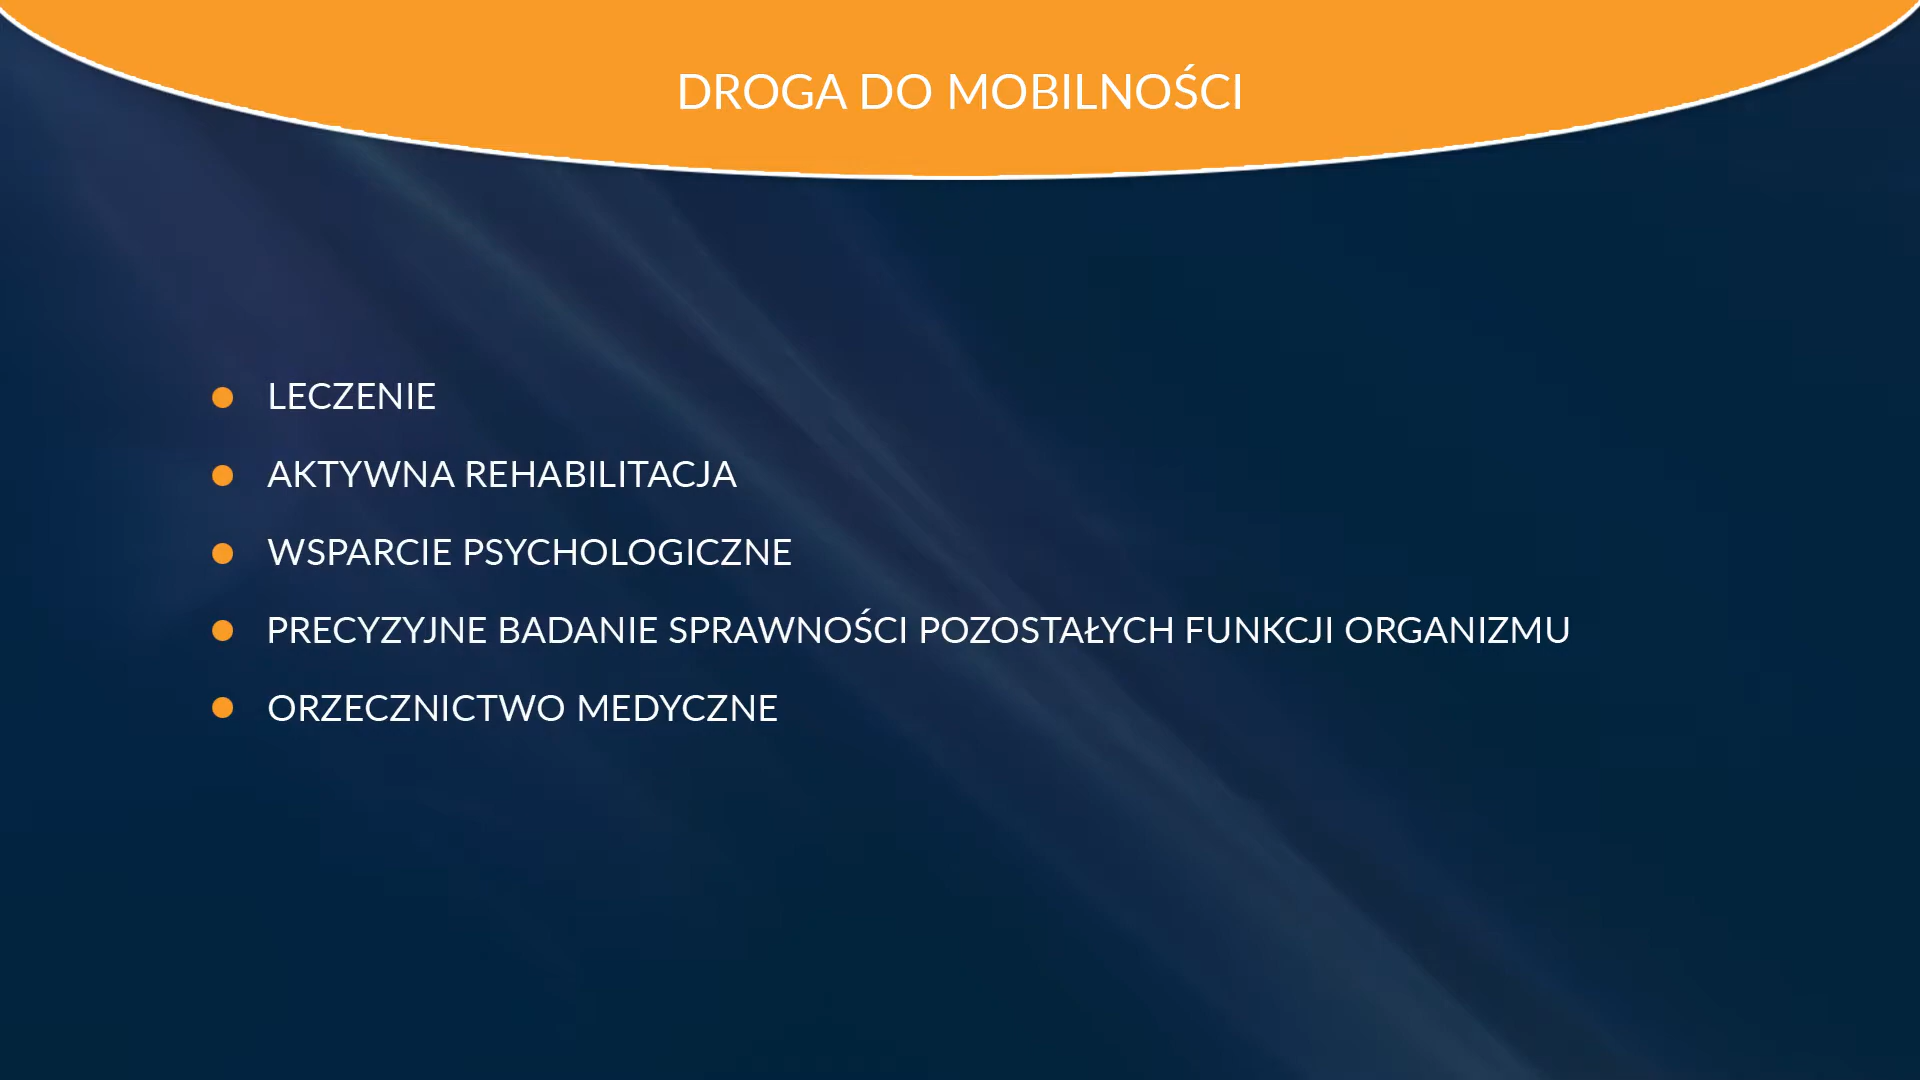 DROGA DO MOBILNOŚCI
LECZENIE
AKTYWNA REHABILITACJA
WSPARCIE PSYCHOLOGICZNE
PRECYZYJNE BADANIE SPRAWNOŚCI POZOSTAŁYCH FUNKCJI ORGANIZMU
ORZECZNICTWO MEDYCZNE